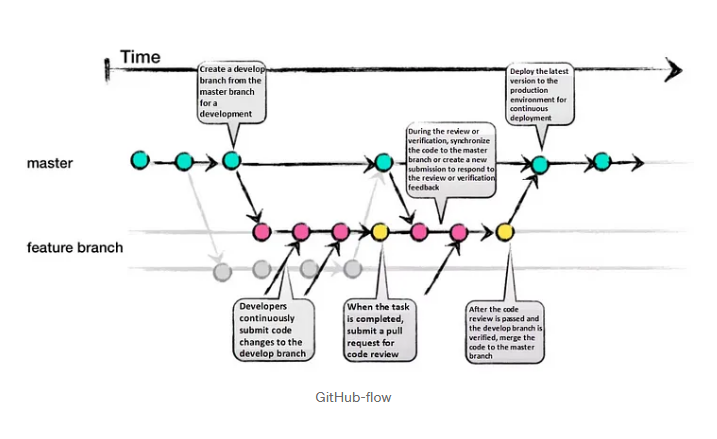 Time
Create a develop
branch from the
master branch
for a
development
Deploy the latest
version to the
production
environment for
continuous
deployment
During the review or
verification, synchronize
the code to the master
branch or create a new
submission to respond to
the review or verification
feedback
master
feature branch
Developers
continuously
submit code
changes to the
develop branch
When the task
is completed,
submit a pull
request for
code review
After the code
review is passed and
the develop branch is
verified, merge the
code to the master
branch
GitHub-flow